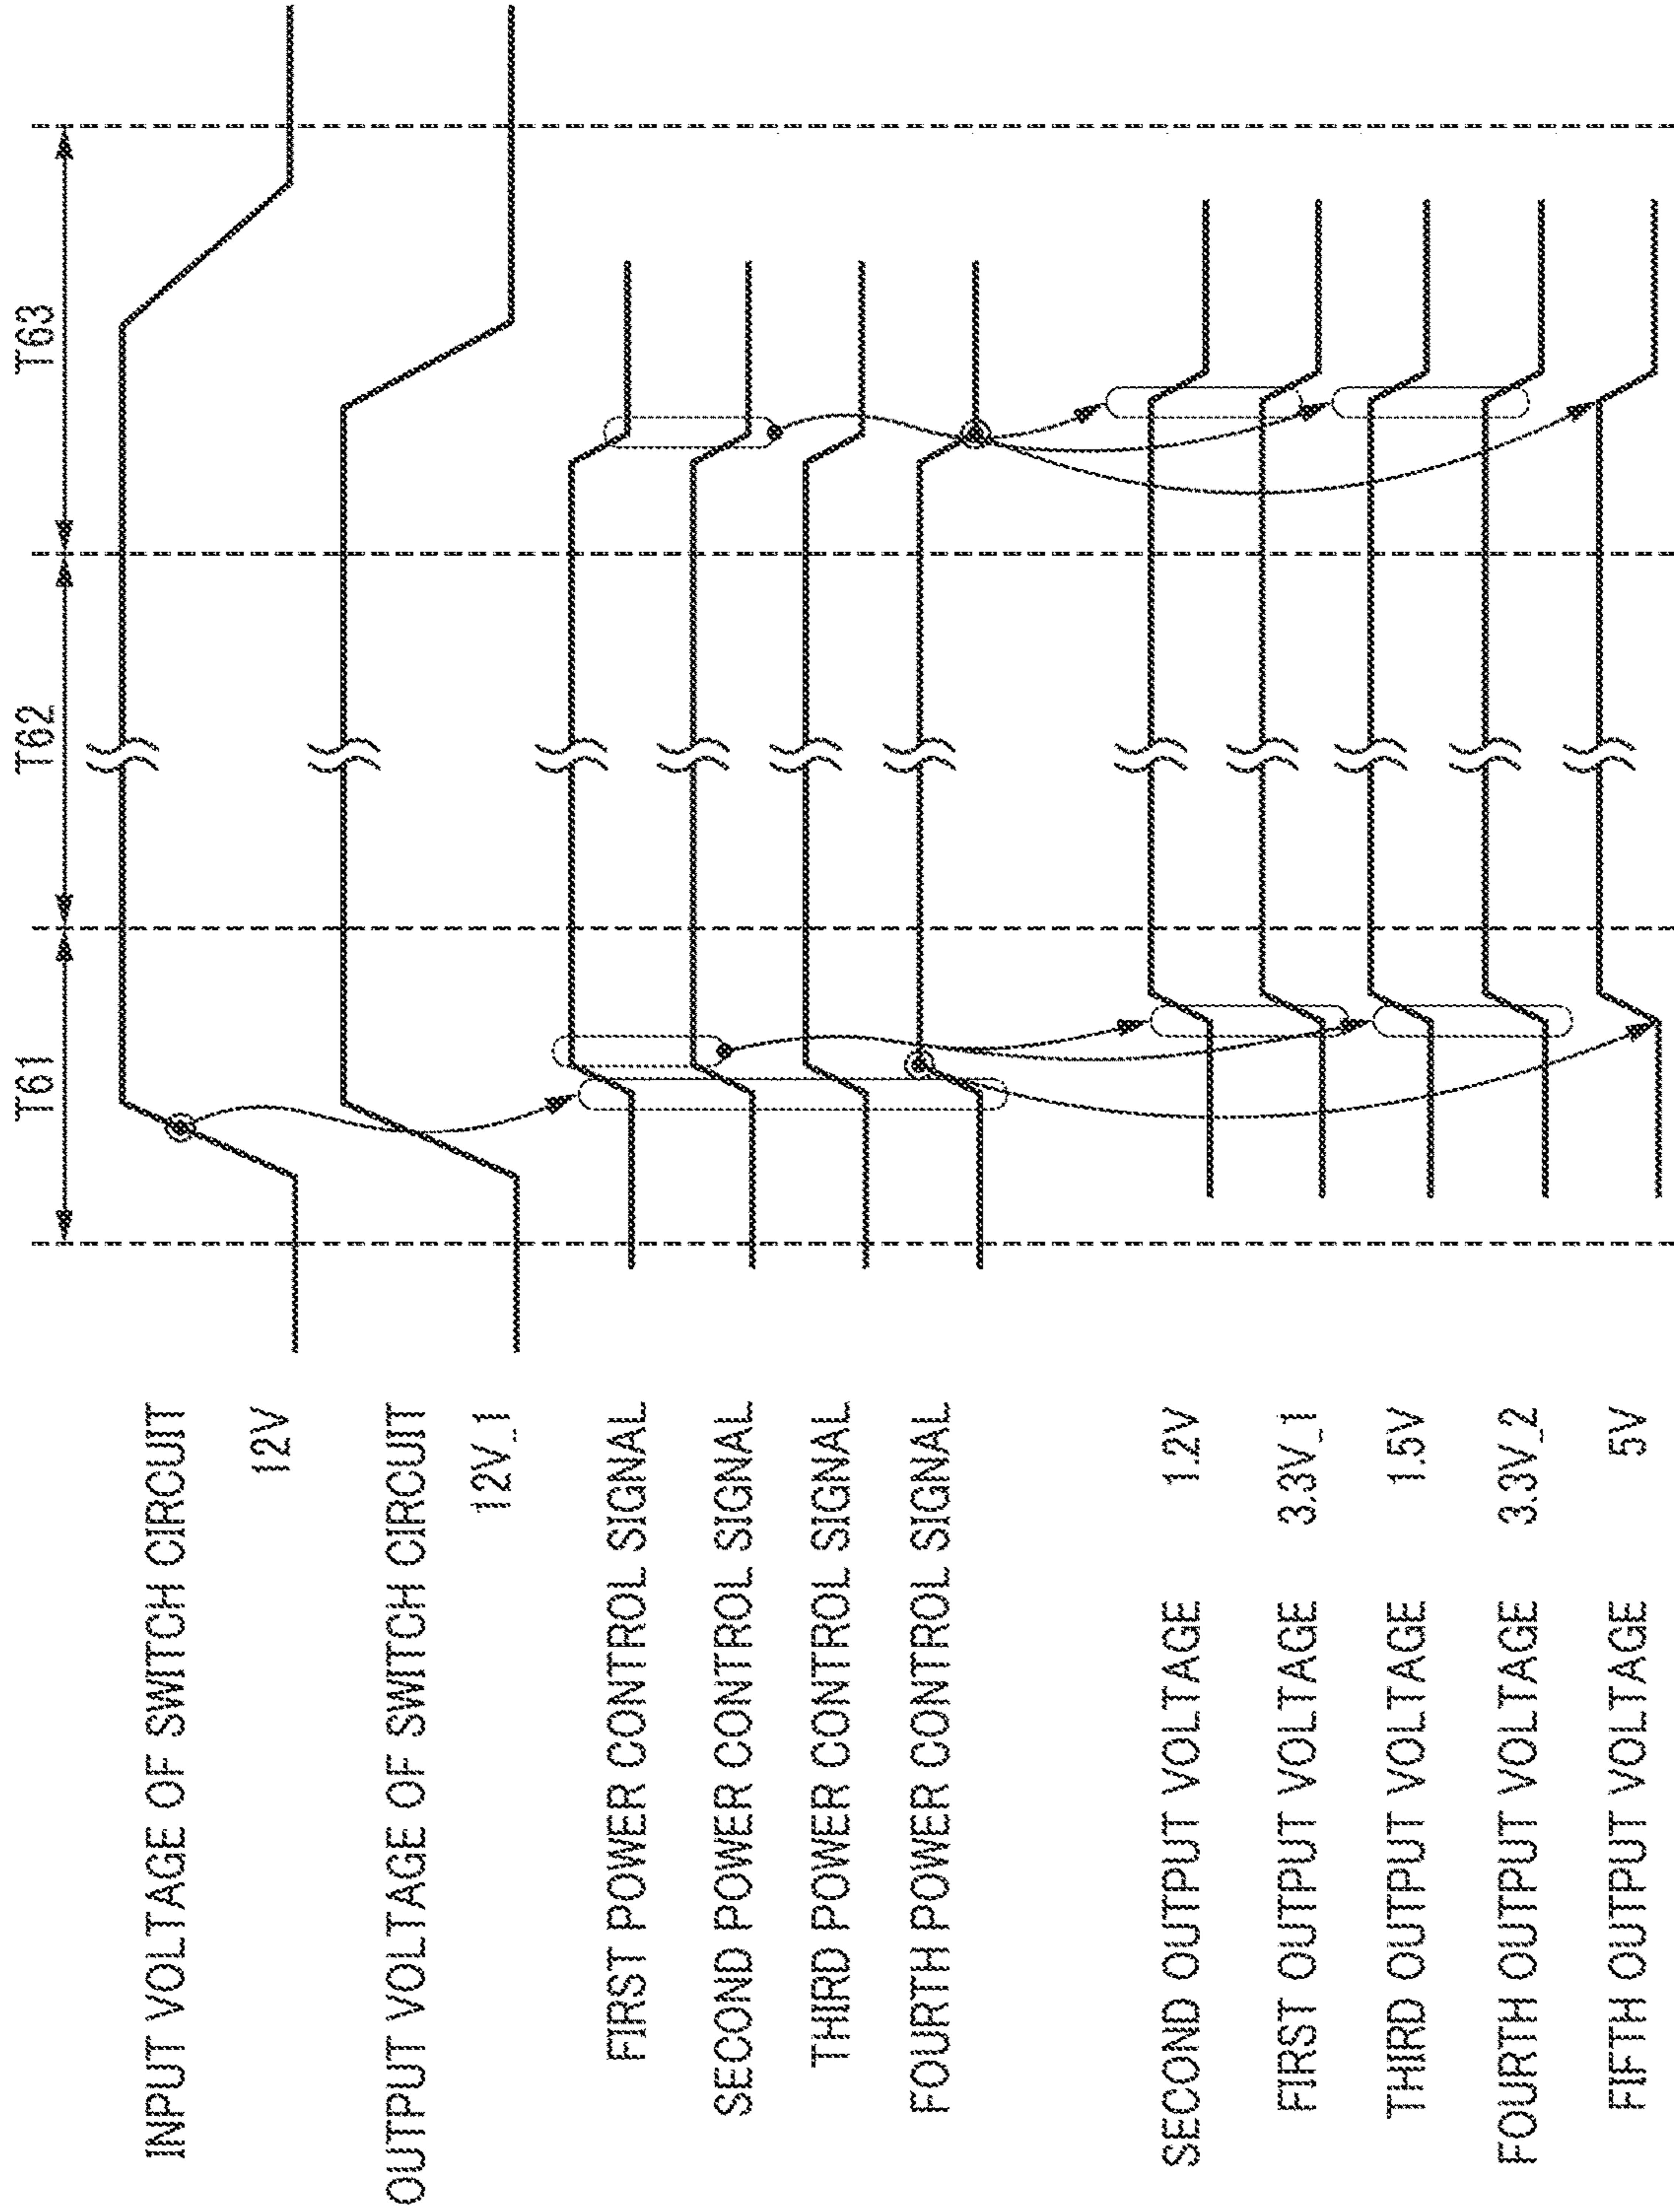 T61 T62 T63
INPUT VOLTAGE OF SWITCH CIRCUIT
12V
OUTPUT VOLTAGE OF SWITCH CIRCUIT
12V_1
FIRST POWER CONTROL SIGNAL
SECOND POWER CONTROL SIGNAL
THIRD POWER CONTROL SIGNAL
FOURTH POWER CONTROL SIGNAL
SECOND OUTPUT VOLTAGE 1.2V
FIRST OUTPUT VOLTAGE 3.3V_1
THIRD OUTPUT VOLTAGE 1.5V
FOURTH OUTPUT VOLTAGE 3.3V_2
FIFTH OUTPUT VOLTAGE 5V